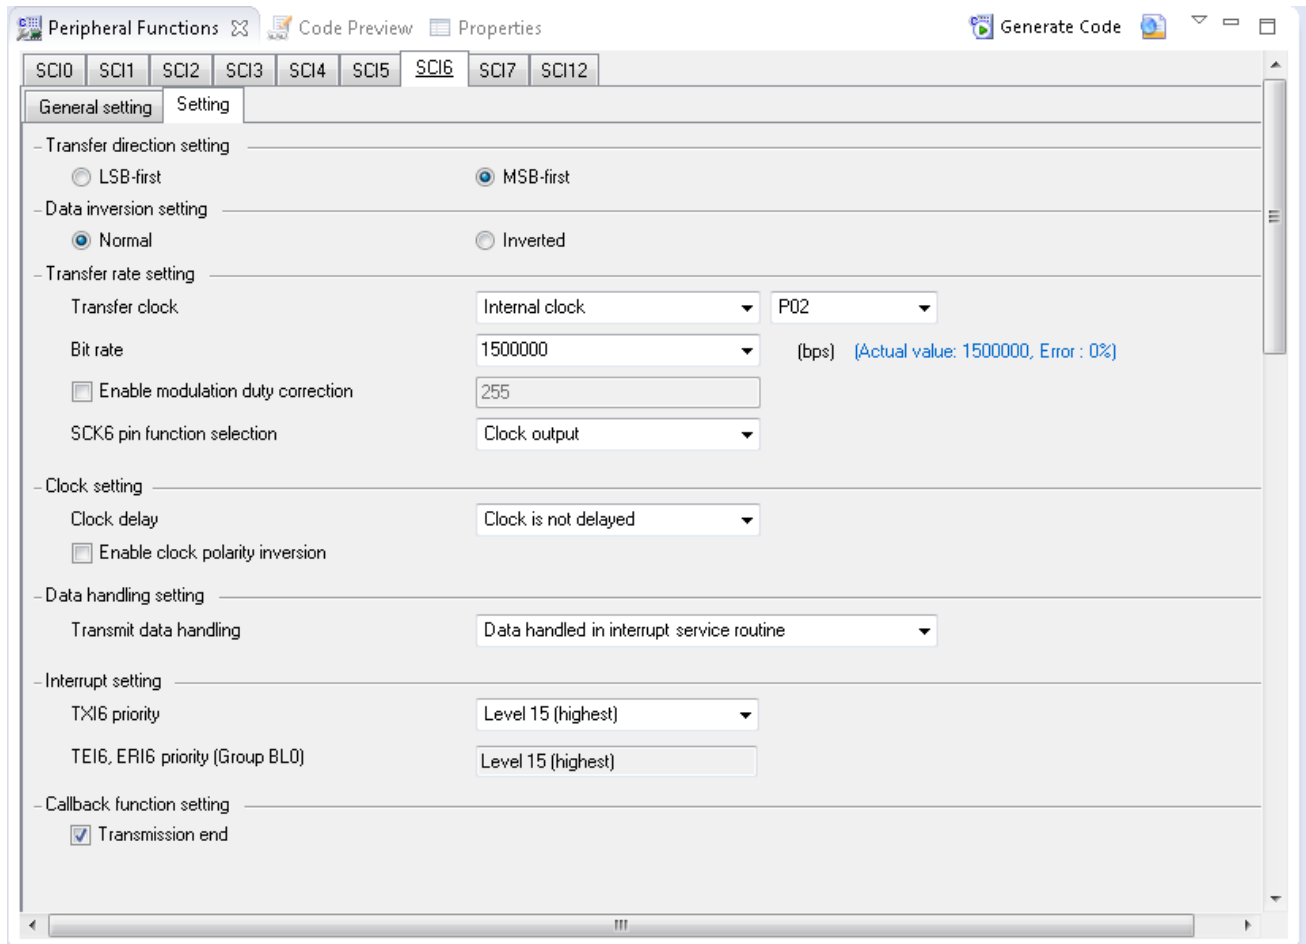 Peripheral Functions Code Preview Properties Generate Code
SCI0 SCI1 SCI2 SCI3 SCI4 SCI5 SCI6 SCI7 SCI12
General setting Setting
Transfer direction setting
LSB-first MSB-first
Data inversion setting
Normal Inverted
Transfer rate setting
Transfer clock Internal clock P02
Bit rate 1500000 (bps) (Actual value: 1500000, Error : 0%)
Enable modulation duty correction 255
SCK6 pin function selection Clock output
Clock setting
Clock delay Clock is not delayed
Enable clock polarity inversion
Data handling setting
Transmit data handling Data handled in interrupt service routine
Interrupt setting
TXI6 priority Level 15 (highest)
TEI6, ERI6 priority (Group BL0) Level 15 (highest)
Callback function setting
Transmission end